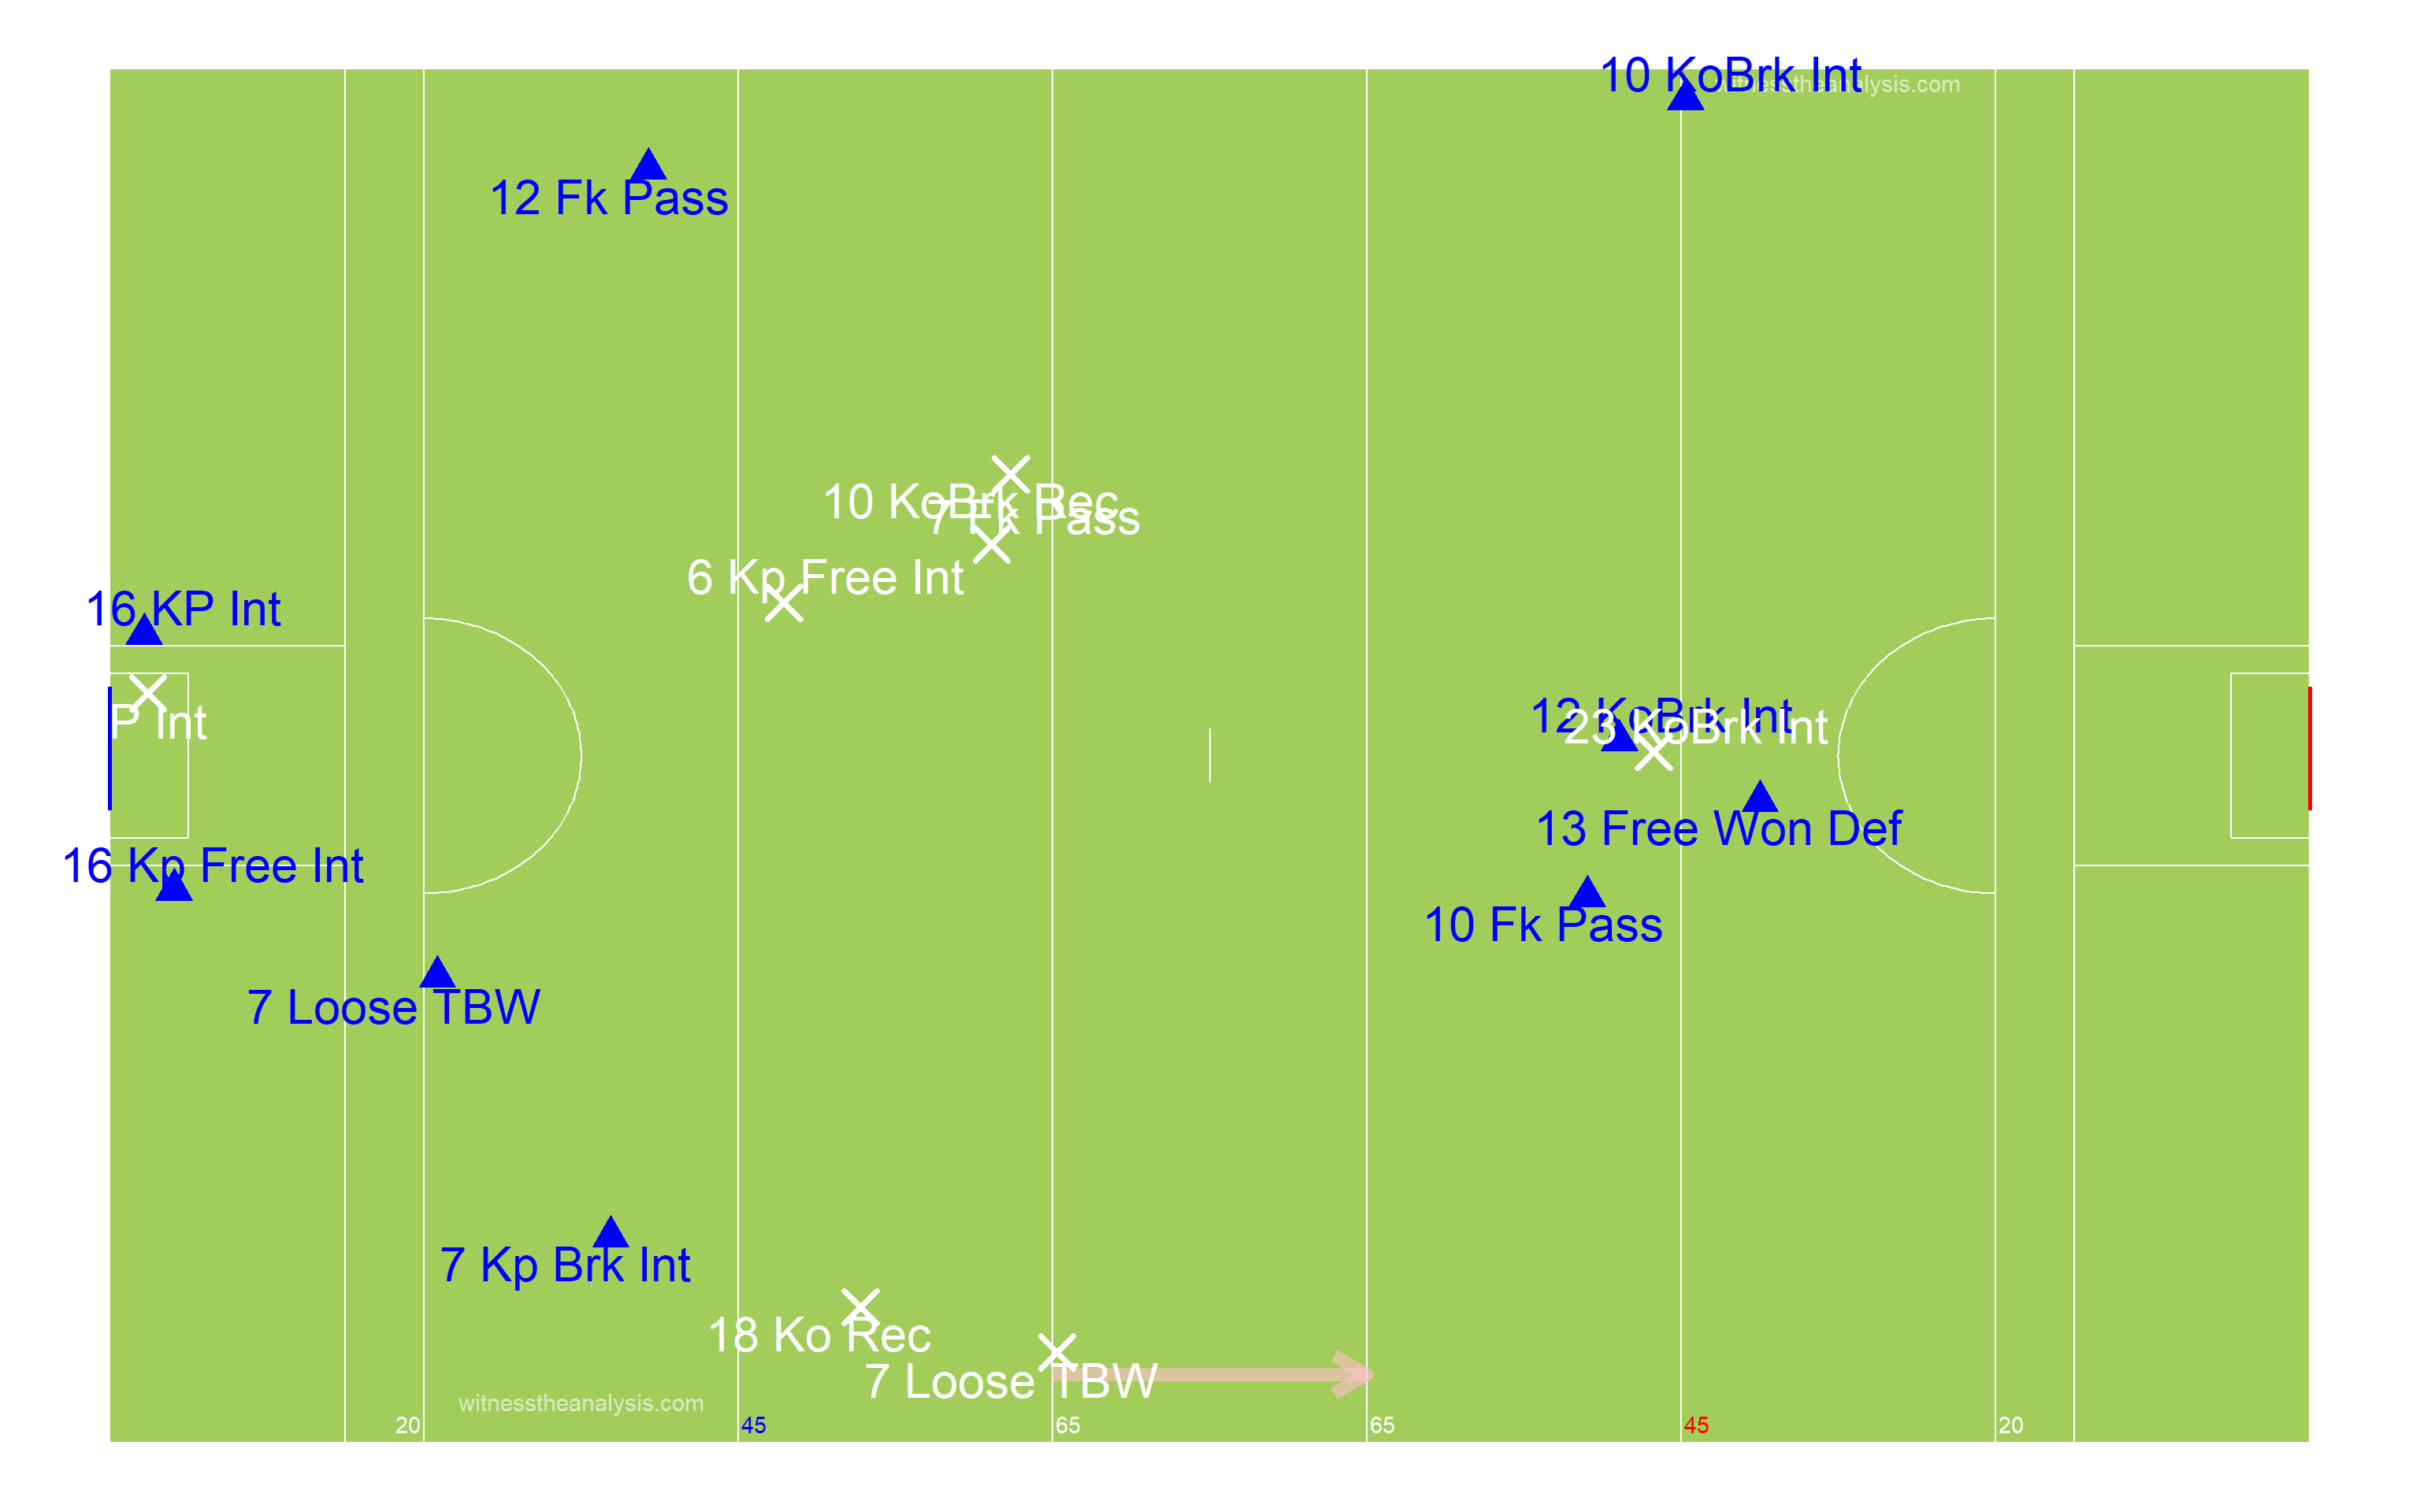 10 KoBrk Int
witnesstheanalysis.com
12 Fk Pass
10 KoBrk Rec
7 Fk Pass
6 Kp Free Int
16 KP Int
P Int
12 KoBrk Int
23 KoBrk Int
13 Free Won Def
16 Kp Free Int
10 Fk Pass
7 Loose TBW
7 Kp Brk Int
18 Ko Rec
7 Loose TBW
witnesstheanalysis.com
20 45 65 65 45 20